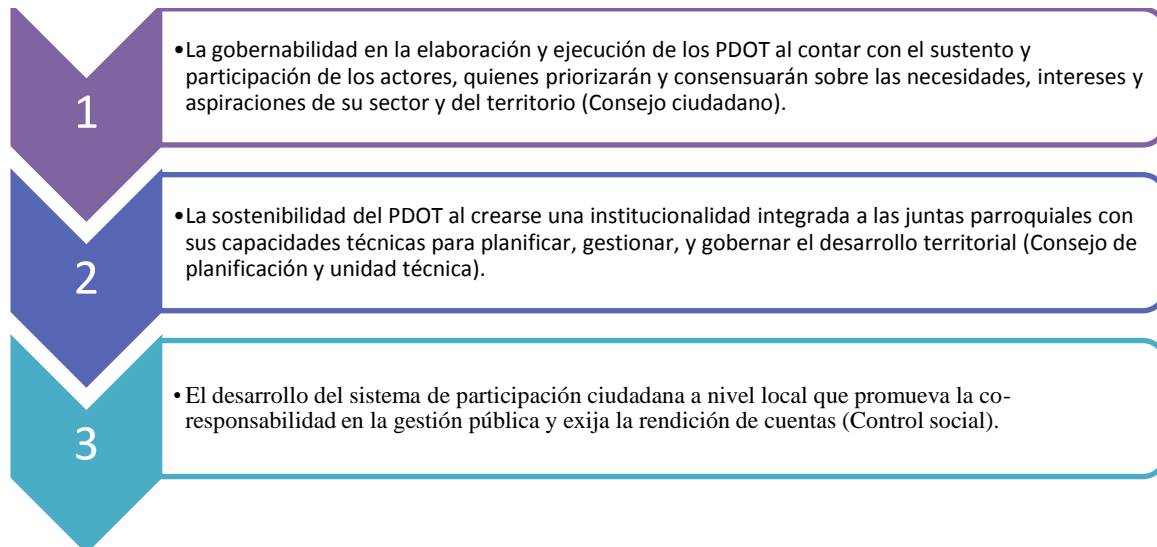 1
•La gobernabilidad en la elaboración y ejecución de los PDOT al contar con el sustento y
participación de los actores, quienes priorizarán y consensuarán sobre las necesidades, intereses y
aspiraciones de su sector y del territorio (Consejo ciudadano).
2
•La sostenibilidad del PDOT al crearse una institucionalidad integrada a las juntas parroquiales con
sus capacidades técnicas para planificar, gestionar, y gobernar el desarrollo territorial (Consejo de
planificación y unidad técnica).
3
• El desarrollo del sistema de participación ciudadana a nivel local que promueva la co-
responsabilidad en la gestión pública y exija la rendición de cuentas (Control social).